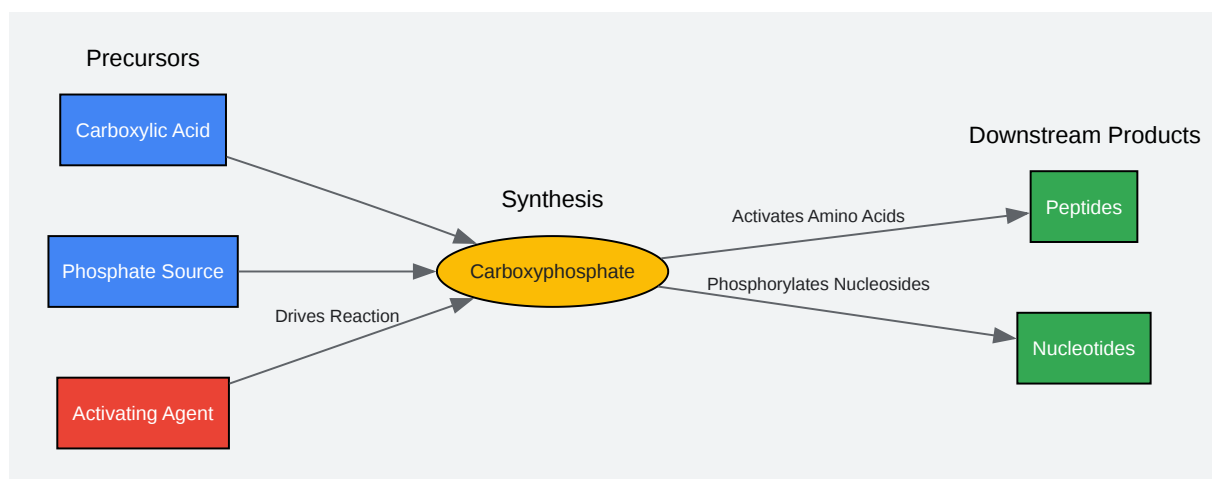 Precursors
Carboxylic Acid
Phosphate Source
Drives Reaction
Activating Agent
Synthesis
Carboxyphosphate
Activates Amino Acids
Phosphorylates Nucleosides
Downstream Products
Peptides
Nucleotides